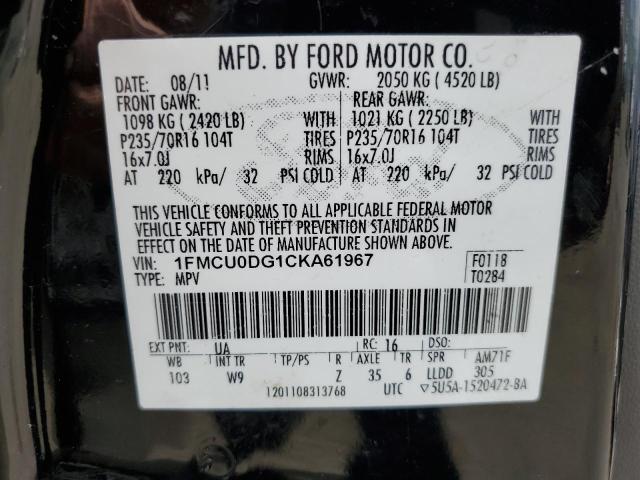 MFD. BY FORD MOTOR CO.
DATE: 08/11 GVWR: 2050 KG ( 4520 LB)
FRONT GAWR: REAR GAWR:
1098 KG ( 2420 LB) WITH 1021 KG ( 2250 LB) WITH
P235/70R16 104T TIRES P235/70R16 104T TIRES
16x7.0J RIMS 16x7.0J RIMS
AT 220 kPa/ 32 PSI COLD AT 220 kPa/ 32 PSI COLD
THIS VEHICLE CONFORMS TO ALL APPLICABLE FEDERAL MOTOR
VEHICLE SAFETY AND THEFT PREVENTION STANDARDS IN
EFFECT ON THE DATE OF MANUFACTURE SHOWN ABOVE.
VIN: 1FMCU0DG1CKA61967 F0118
TYPE: MPV T0284
EXT PNT: UA RC: 16 DSO:
WB INT TR TP/PS R AXLE TR SPR AM71F
103 W9 Z 35 6 LLDD 305
1201108313768 UTC ▽5U5A-1520472-BA